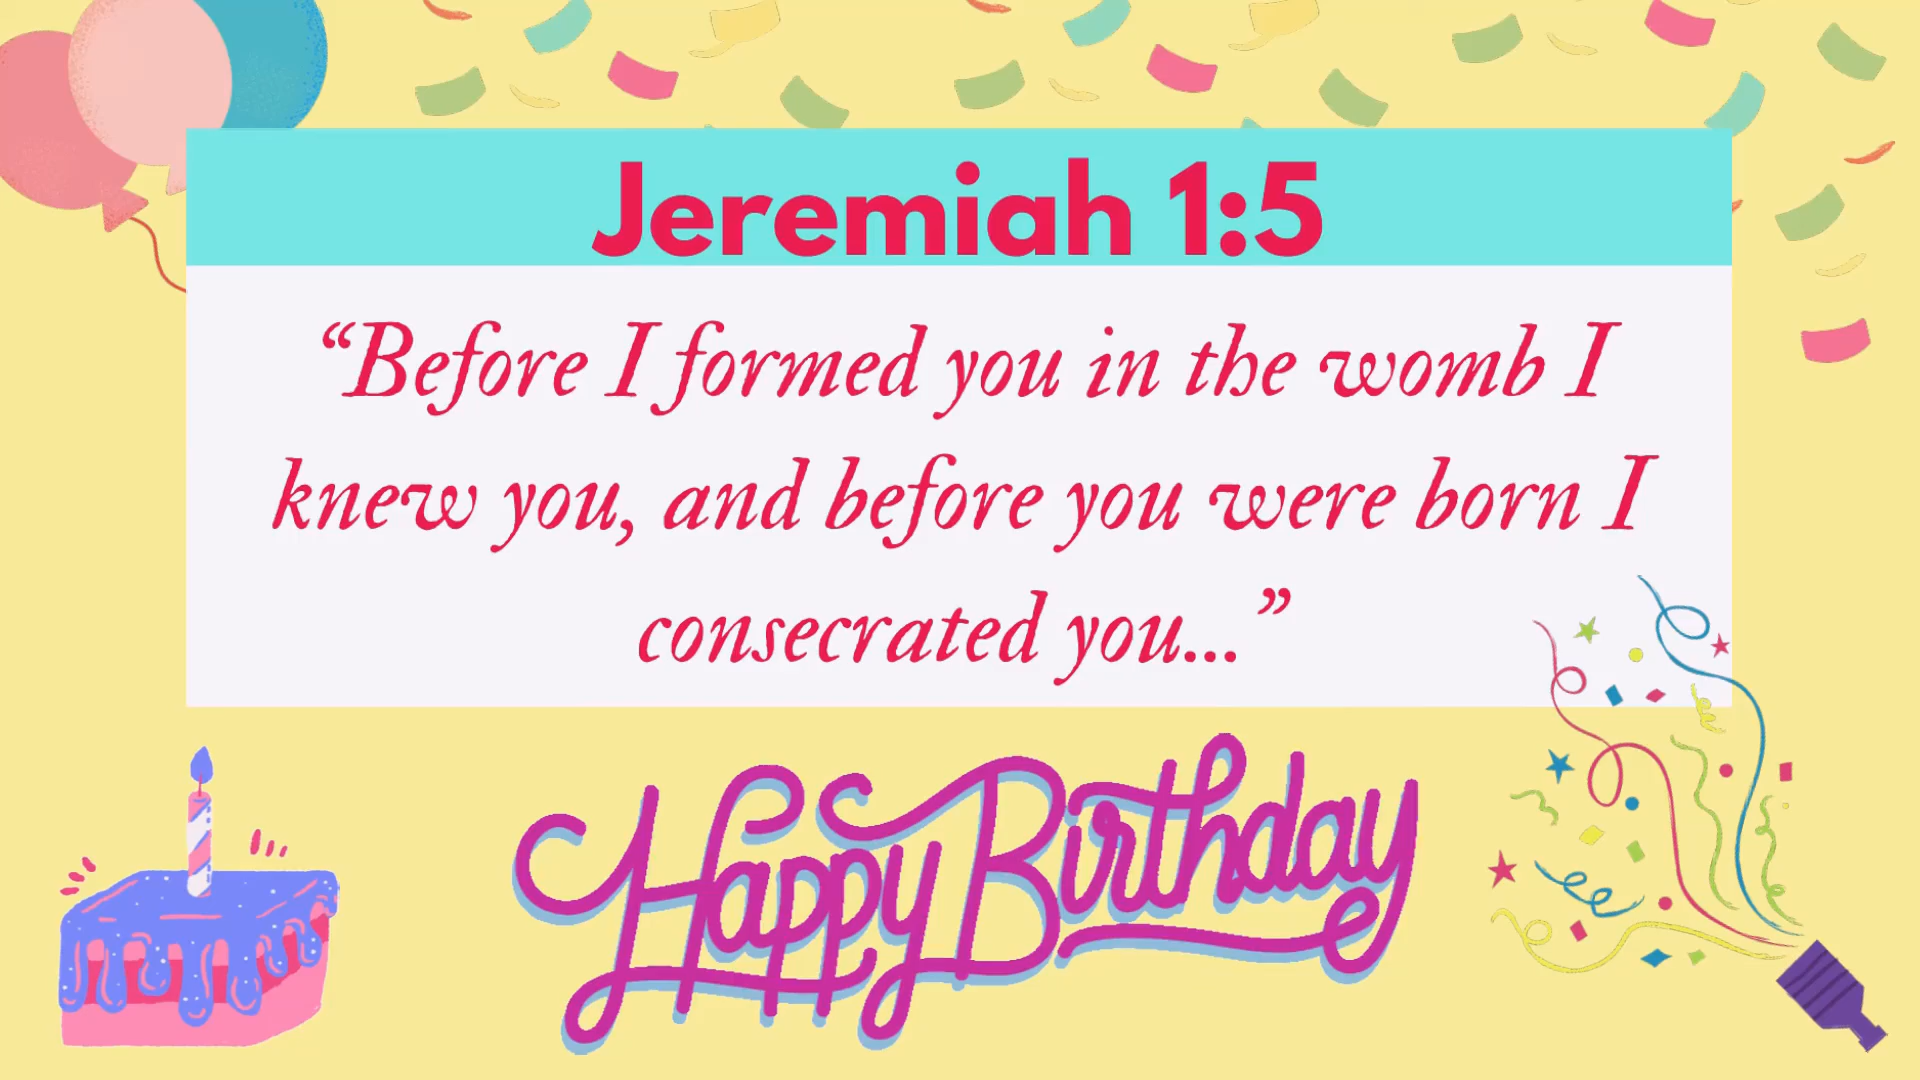 Jeremiah 1:5
“Before I formed you in the womb I
knew you, and before you were born I
consecrated you...”
Happy Birthday